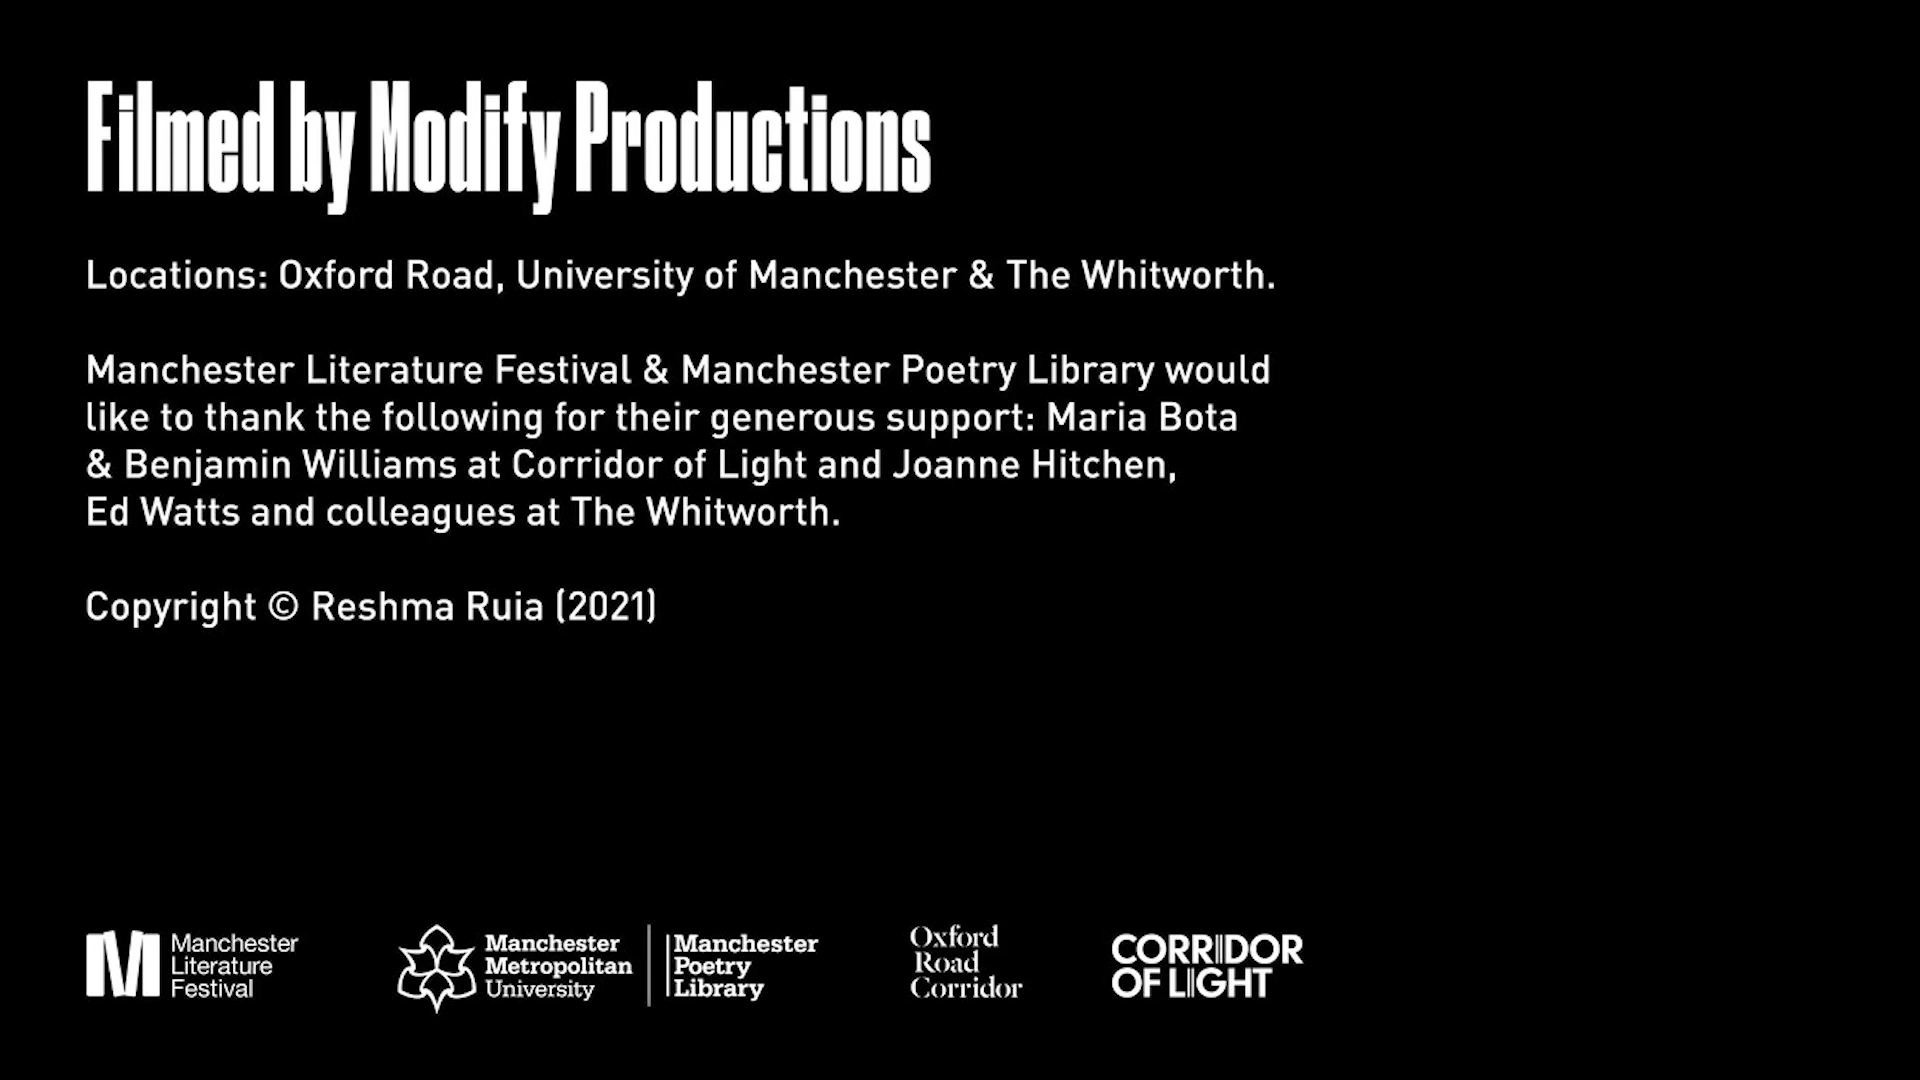 Filmed by Modify Productions
Locations: Oxford Road, University of Manchester & The Whitworth.
Manchester Literature Festival & Manchester Poetry Library would
like to thank the following for their generous support: Maria Bota
& Benjamin Williams at Corridor of Light and Joanne Hitchen,
Ed Watts and colleagues at The Whitworth.
Copyright © Reshma Ruia (2021)
Manchester
Literature
Festival
Manchester
Metropolitan
University
Manchester
Poetry
Library
Oxford
Road
Corridor
CORRIDOR
OF LIGHT